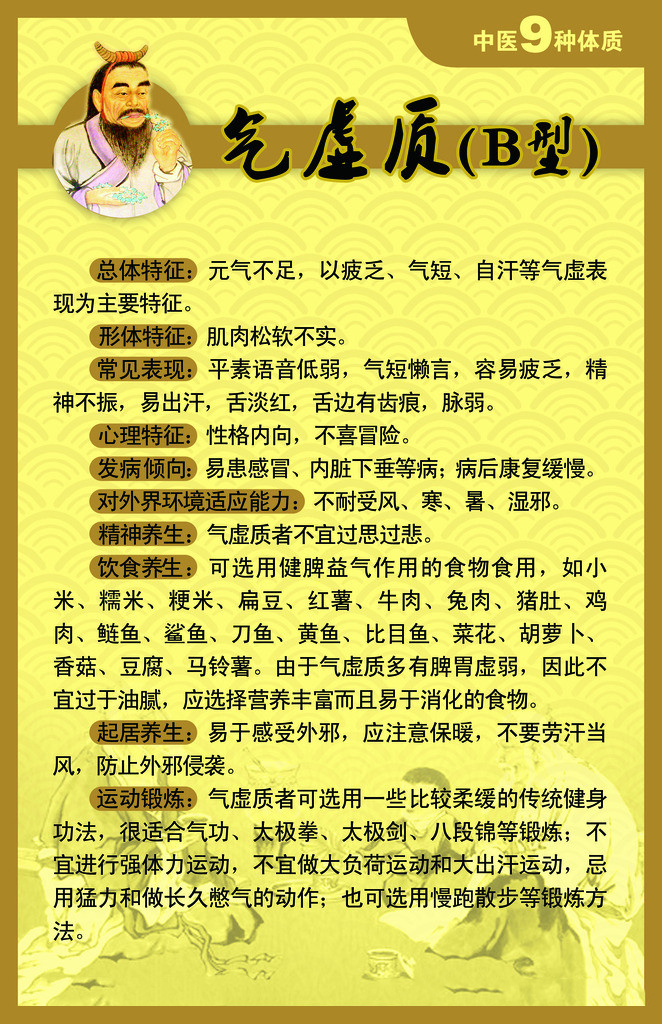 中医9种体质
气虚质(B型)
总体特征：元气不足，以疲乏、气短、自汗等气虚表
现为主要特征。
形体特征：肌肉松软不实。
常见表现：平素语音低弱，气短懒言，容易疲乏，精
神不振，易出汗，舌淡红，舌边有齿痕，脉弱。
心理特征：性格内向，不喜冒险。
发病倾向：易患感冒、内脏下垂等病；病后康复缓慢。
对外界环境适应能力：不耐受风、寒、暑、湿邪。
精神养生：气虚质者不宜过思过悲。
饮食养生：可选用健脾益气作用的食物食用，如小
米、糯米、粳米、扁豆、红薯、牛肉、兔肉、猪肚、鸡
肉、鲢鱼、鲨鱼、刀鱼、黄鱼、比目鱼、菜花、胡萝卜、
香菇、豆腐、马铃薯。由于气虚质多有脾胃虚弱，因此不
宜过于油腻，应选择营养丰富而且易于消化的食物。
起居养生：易于感受外邪，应注意保暖，不要劳汗当
风，防止外邪侵袭。
运动锻炼：气虚质者可选用一些比较柔缓的传统健身
功法，很适合气功、太极拳、太极剑、八段锦等锻炼；不
宜进行强体力运动，不宜做大负荷运动和大出汗运动，忌
用猛力和做长久憋气的动作；也可选用慢跑散步等锻炼方
法。